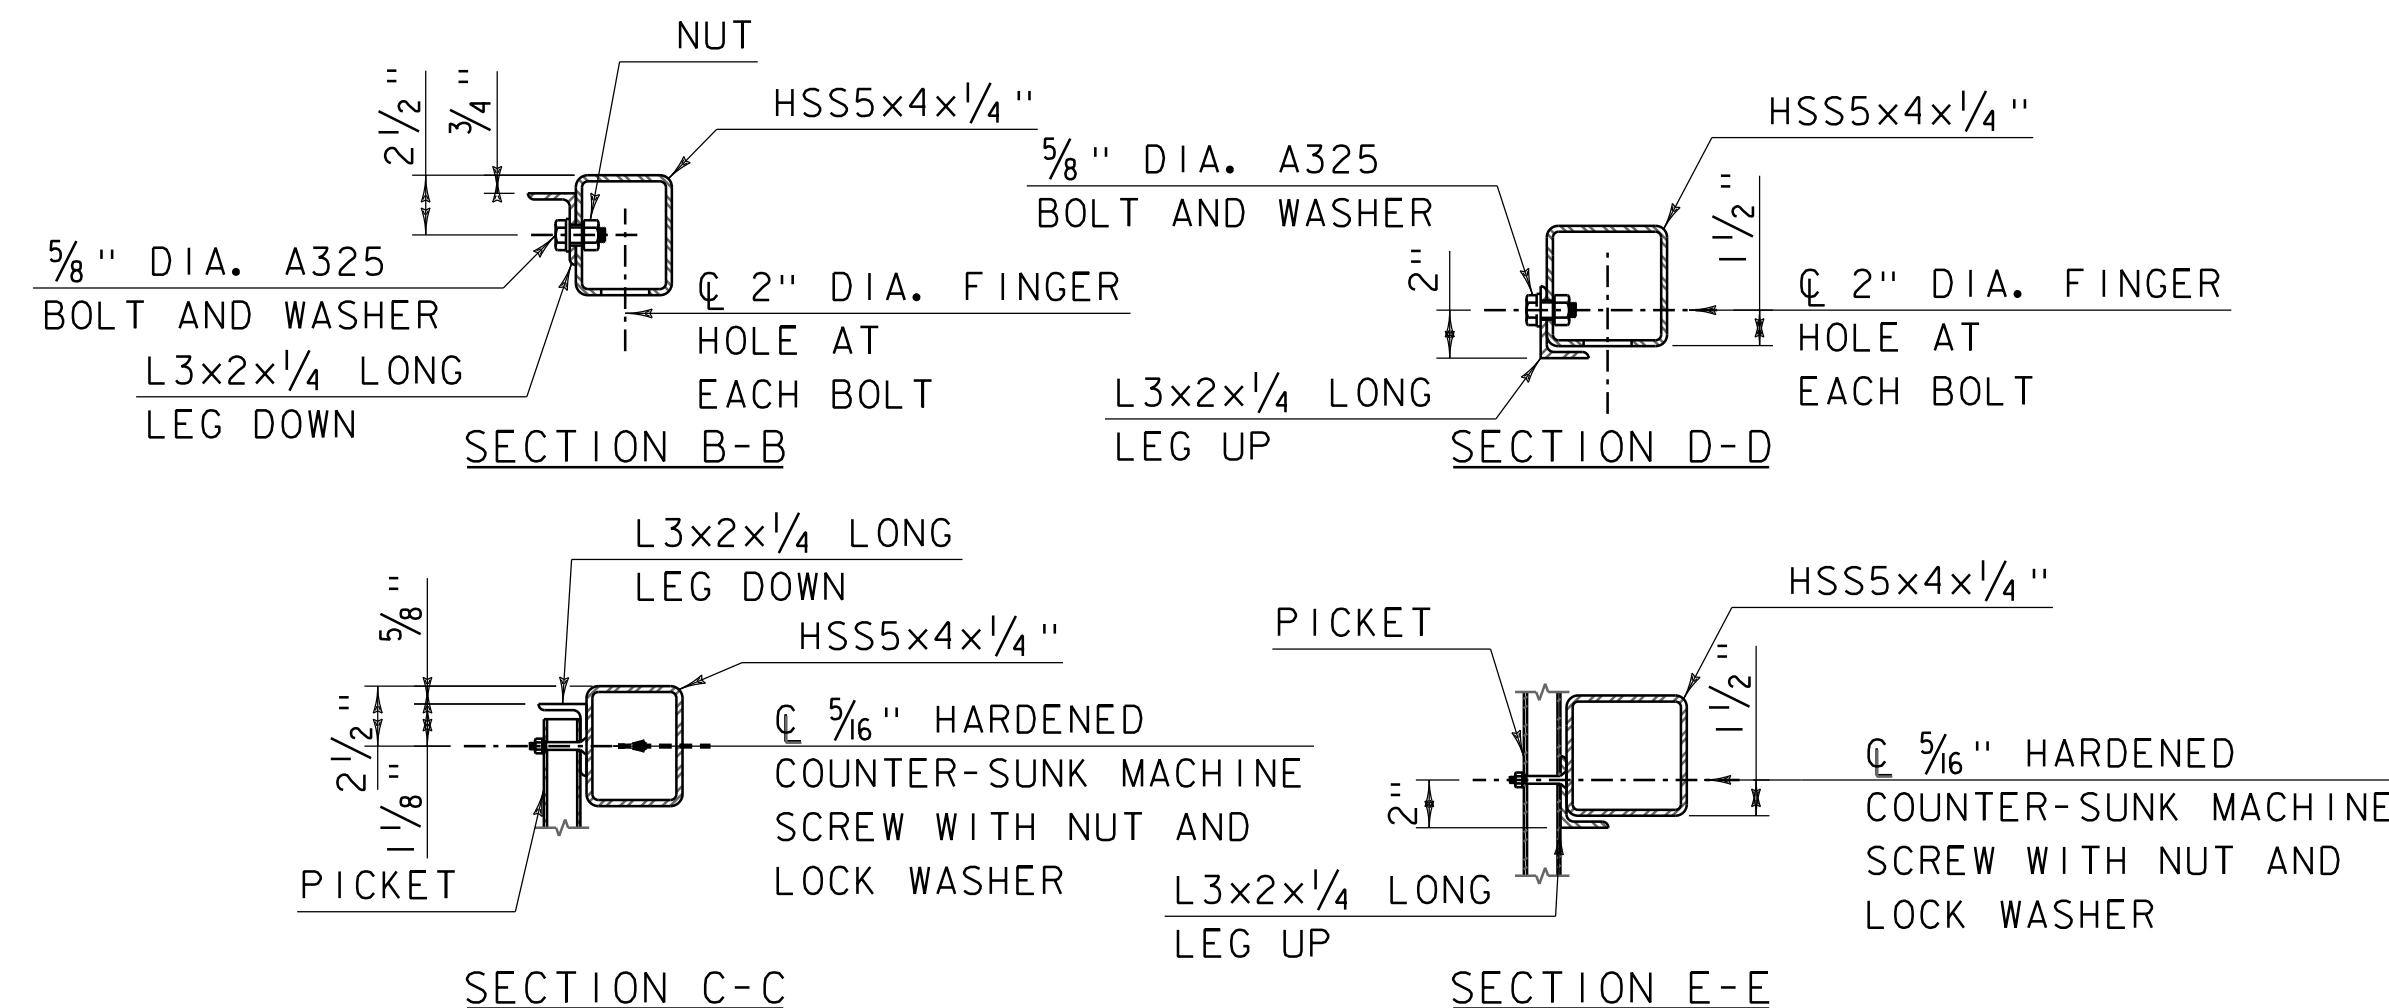 NUT
2 1/2"
3/4"
HSS5x4x1/4"
5/8" DIA. A325
BOLT AND WASHER
L3x2x1/4 LONG
LEG DOWN
℄ 2" DIA. FINGER
HOLE AT
EACH BOLT
SECTION B-B
HSS5x4x1/4"
5/8" DIA. A325
BOLT AND WASHER
1 1/2"
2"
℄ 2" DIA. FINGER
HOLE AT
EACH BOLT
L3x2x1/4 LONG
LEG UP
SECTION D-D
L3x2x1/4 LONG
LEG DOWN
5/8"
HSS5x4x1/4"
2 1/2"
1 1/8"
℄ 5/16" HARDENED
COUNTER-SUNK MACHINE
SCREW WITH NUT AND
LOCK WASHER
PICKET
SECTION C-C
HSS5x4x1/4"
PICKET
1 1/2"
2"
℄ 5/16" HARDENED
COUNTER-SUNK MACHINE
SCREW WITH NUT AND
LOCK WASHER
L3x2x1/4 LONG
LEG UP
SECTION E-E